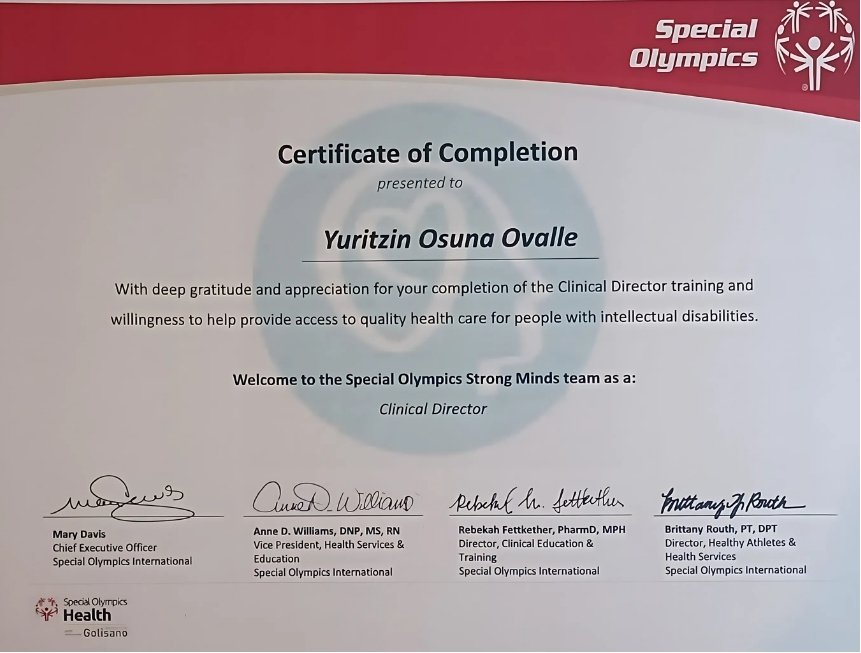 Special
Olympics
Certificate of Completion
presented to
Yuritzin Osuna Ovalle
With deep gratitude and appreciation for your completion of the Clinical Director training and
willingness to help provide access to quality health care for people with intellectual disabilities.
Welcome to the Special Olympics Strong Minds team as a:
Clinical Director
Mary Davis
Chief Executive Officer
Special Olympics International
Anne D. Williams
Anne D. Williams, DNP, MS, RN
Vice President, Health Services &
Education
Special Olympics International
Rebekah Fettkether, PharmD, MPH
Director, Clinical Education &
Training
Special Olympics International
Brittany Routh, PT, DPT
Director, Healthy Athletes &
Health Services
Special Olympics International
Special Olympics
Health
Golisano